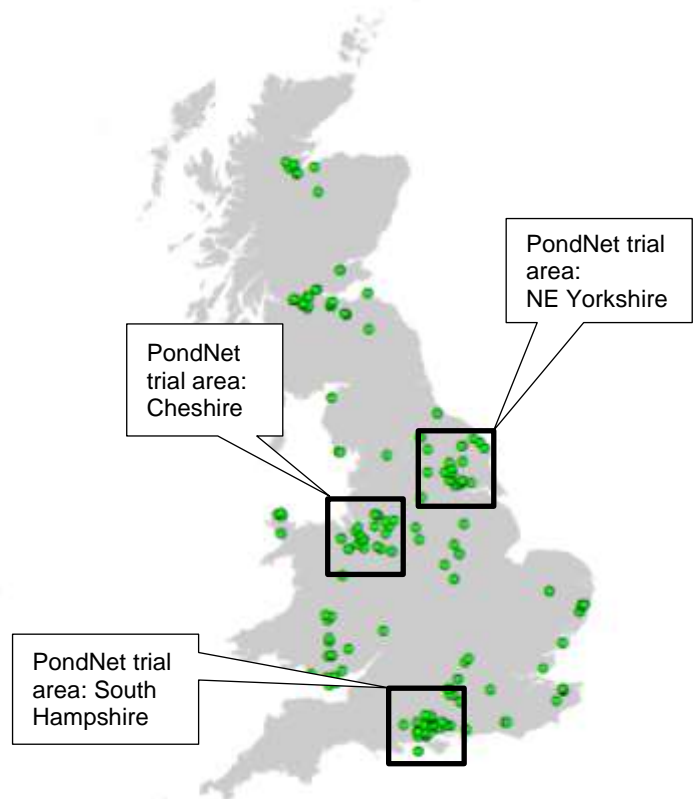 PondNet trial
area:
NE Yorkshire
PondNet
trial area:
Cheshire
PondNet trial
area: South
Hampshire